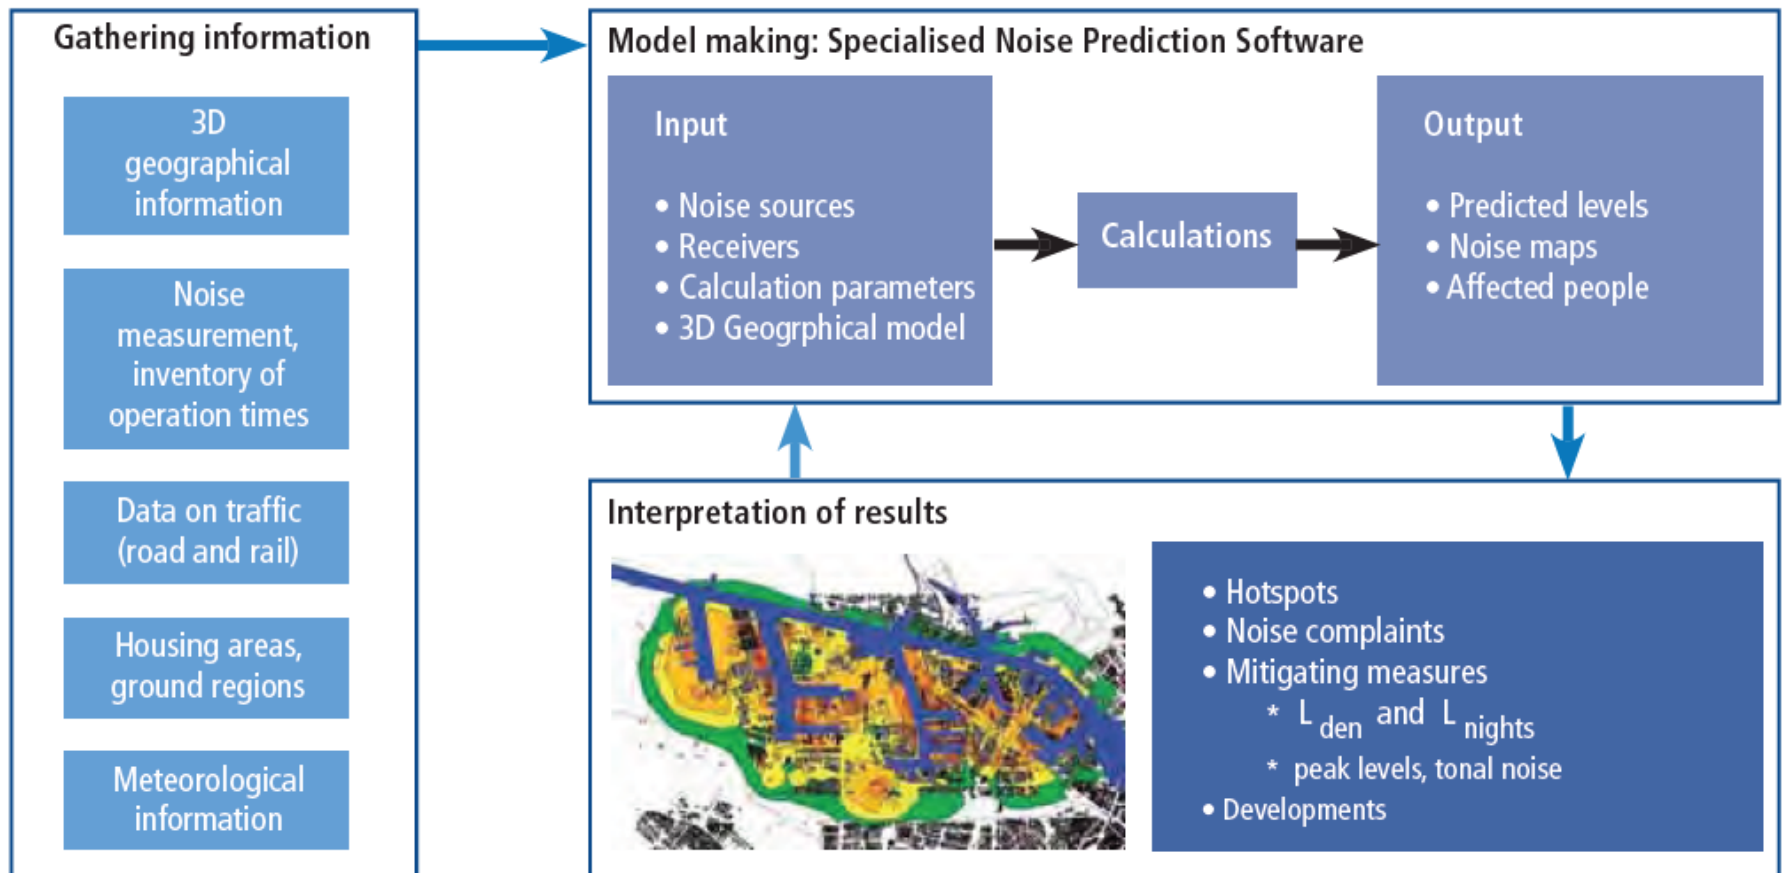 Gathering information
3D
geographical
information
Noise
measurement,
inventory of
operation times
Data on traffic
(road and rail)
Housing areas,
ground regions
Meteorological
information
Model making: Specialised Noise Prediction Software
Input
• Noise sources
• Receivers
• Calculation parameters
• 3D Geogrphical model
Calculations
Output
• Predicted levels
• Noise maps
• Affected people
Interpretation of results
• Hotspots
• Noise complaints
• Mitigating measures
* L den and L nights
* peak levels, tonal noise
• Developments